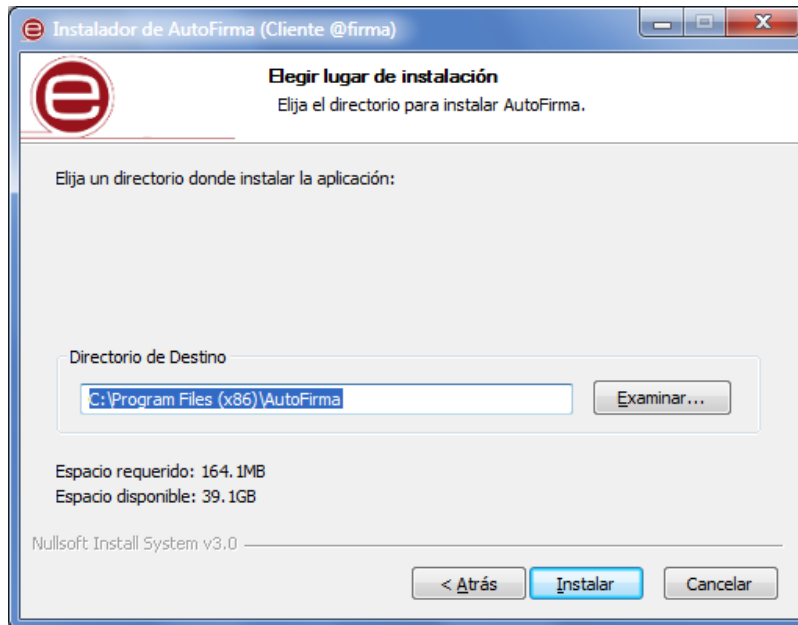 Instalador de AutoFirma (Cliente @firma)
Elegir lugar de instalación
Elija el directorio para instalar AutoFirma.
Elija un directorio donde instalar la aplicación:
Directorio de Destino
C:\Program Files (x86)\AutoFirma
Examinar...
Espacio requerido: 164.1MB
Espacio disponible: 39.1GB
Nullsoft Install System v3.0
< Atrás Instalar Cancelar